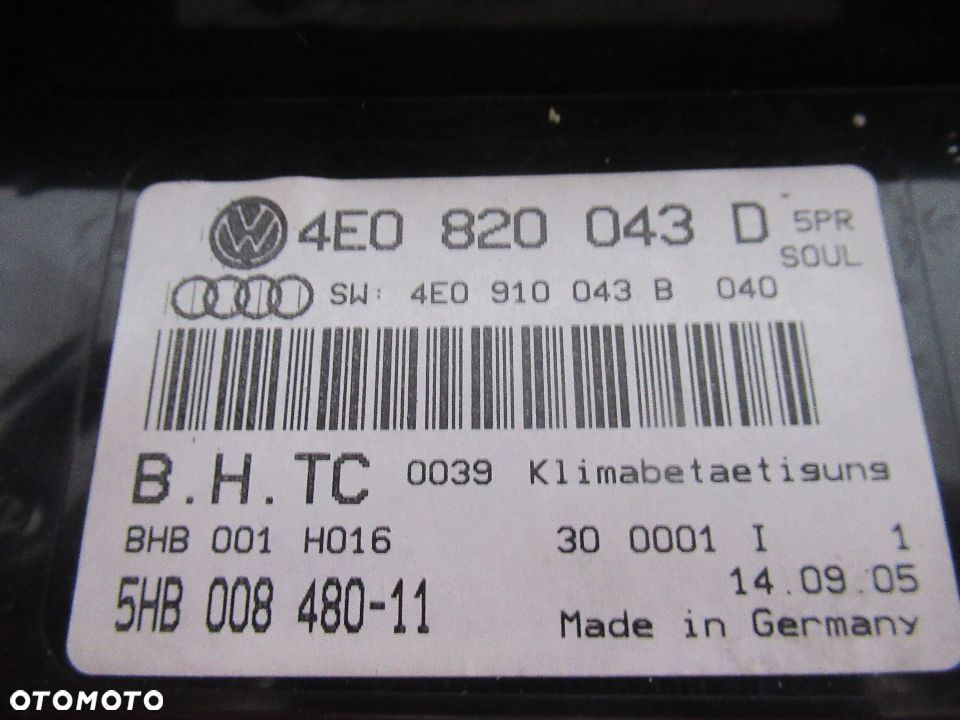 4E0 820 043 D 5PR
SOUL
SW: 4E0 910 043 B 040
B.H.TC 0039 Klimabetaetigung
BHB 001 H016 30 0001 I 1
14.09.05
5HB 008 480-11 Made in Germany
OTOMOTO